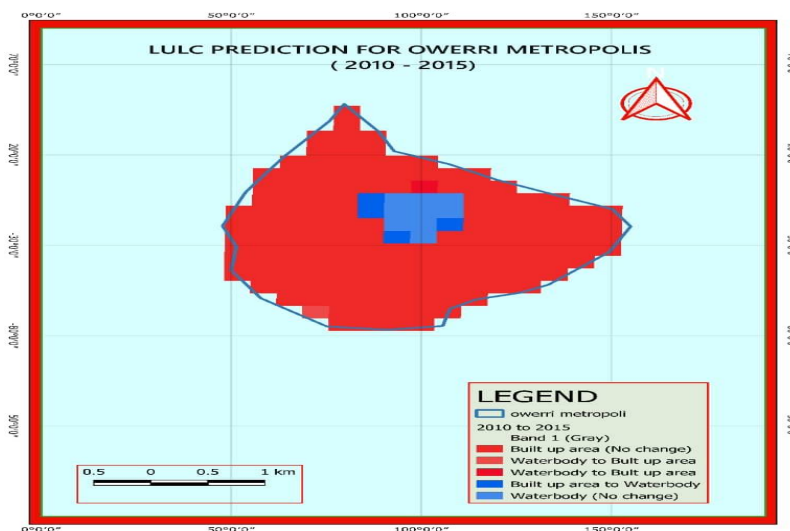 0°0'0" 50°0'0" 100°0'0" 150°0'0"
LULC PREDICTION FOR OWERRI METROPOLIS
( 2010 - 2015)
N
LEGEND
owerri metropoli
2010 to 2015
Band 1 (Gray)
Built up area (No change)
Waterbody to Bult up area
Waterbody to Bult up area
Built up area to Waterbody
Waterbody (No change)
0.5 0 0.5 1 km
0°0'0" 50°0'0" 100°0'0" 150°0'0"